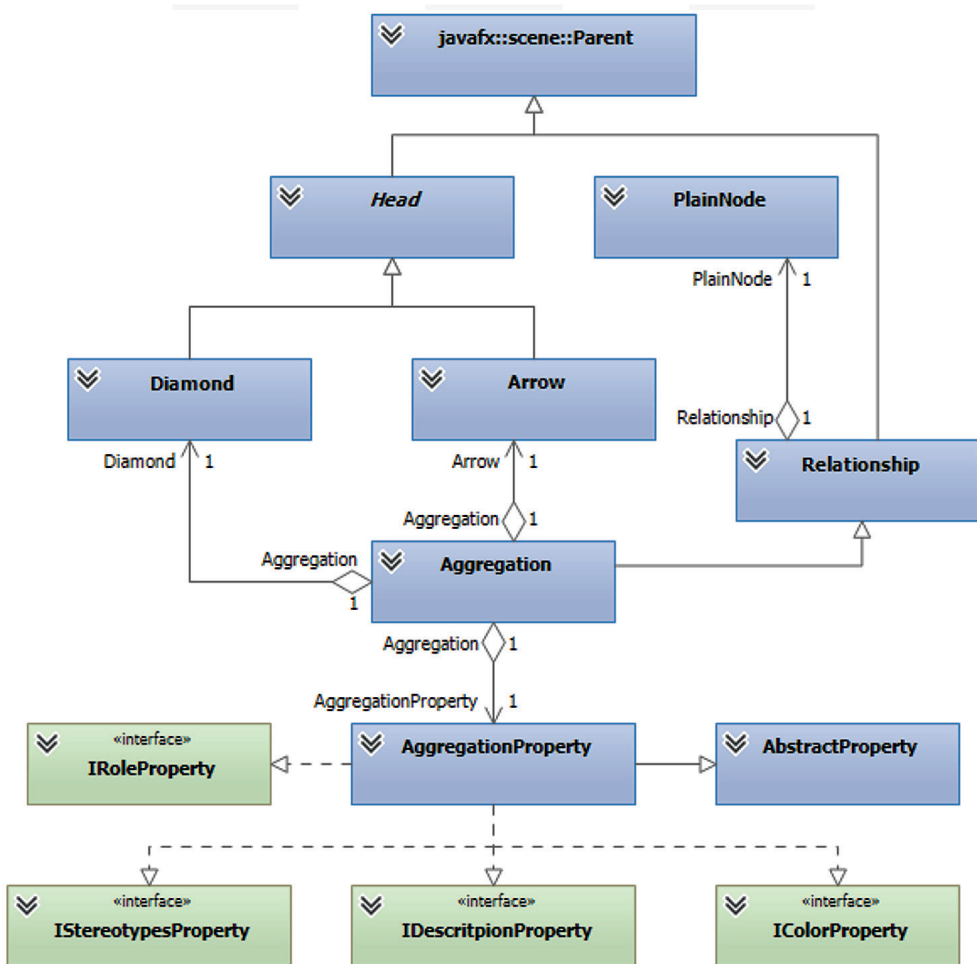 javafx::scene::Parent
Head
PlainNode
PlainNode 1
Diamond
Arrow
Relationship 1
Relationship
Diamond 1
Arrow 1
Aggregation 1
Aggregation
1
Aggregation
Aggregation 1
AggregationProperty 1
«interface»
IRoleProperty
AggregationProperty
AbstractProperty
«interface»
IStereotypesProperty
«interface»
IDescritpionProperty
«interface»
IColorProperty